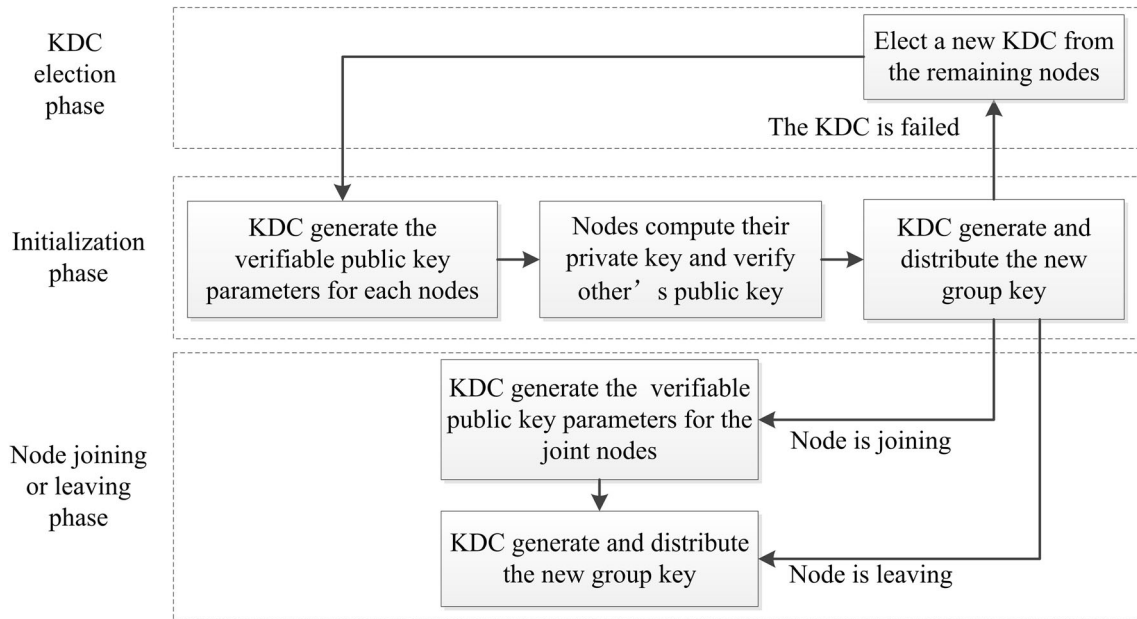 KDC
election
phase
Elect a new KDC from
the remaining nodes
The KDC is failed
Initialization
phase
KDC generate the
verifiable public key
parameters for each nodes
Nodes compute their
private key and verify
other’s public key
KDC generate and
distribute the new
group key
Node joining
or leaving
phase
KDC generate the verifiable
public key parameters for the
joint nodes
Node is joining
KDC generate and distribute
the new group key
Node is leaving